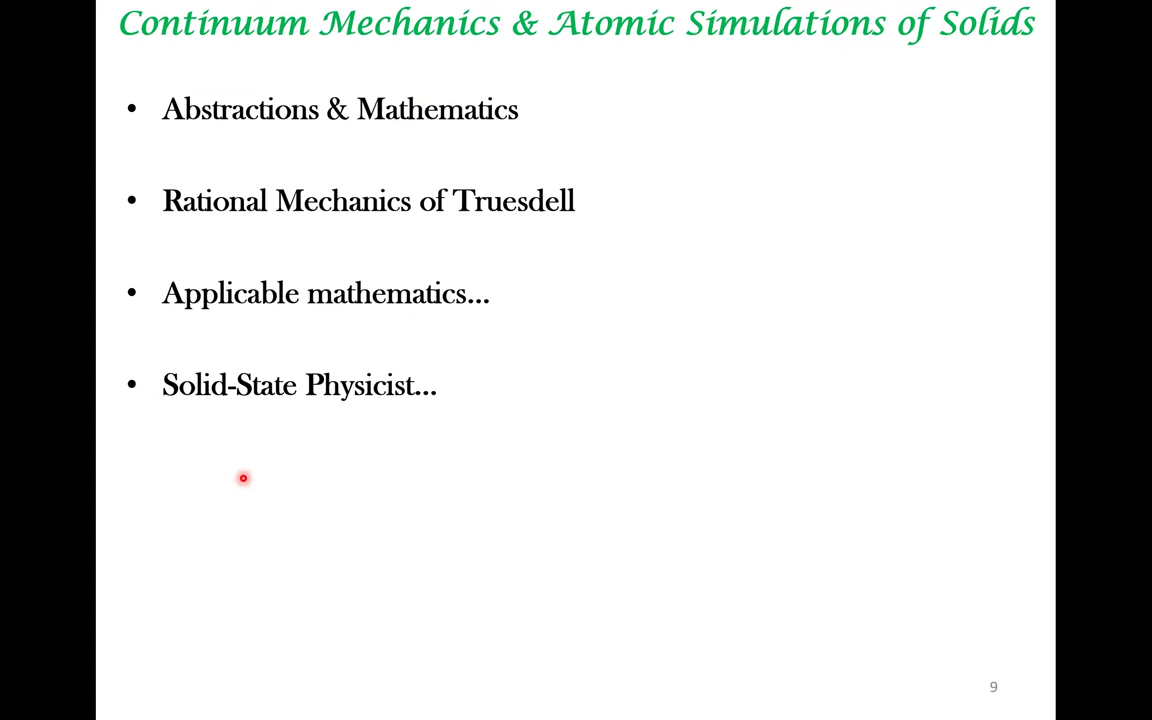 Continuum Mechanics & Atomic Simulations of Solids
• Abstractions & Mathematics
• Rational Mechanics of Truesdell
• Applicable mathematics...
• Solid-State Physicist...
9